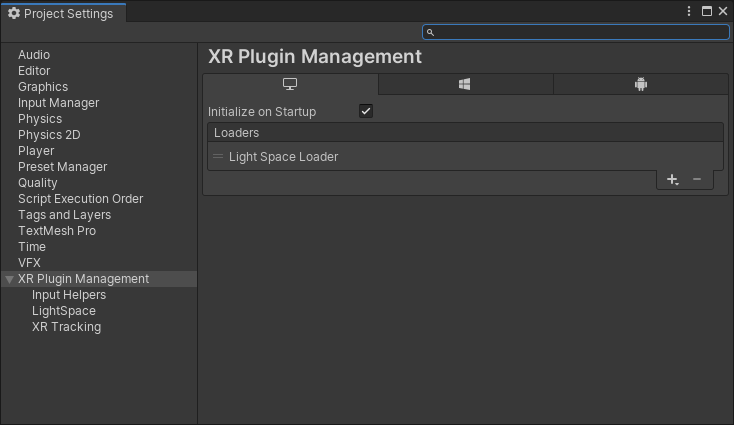 Project Settings
Audio
Editor
Graphics
Input Manager
Physics
Physics 2D
Player
Preset Manager
Quality
Script Execution Order
Tags and Layers
TextMesh Pro
Time
VFX
XR Plugin Management
Input Helpers
LightSpace
XR Tracking
XR Plugin Management
Initialize on Startup
Loaders
Light Space Loader